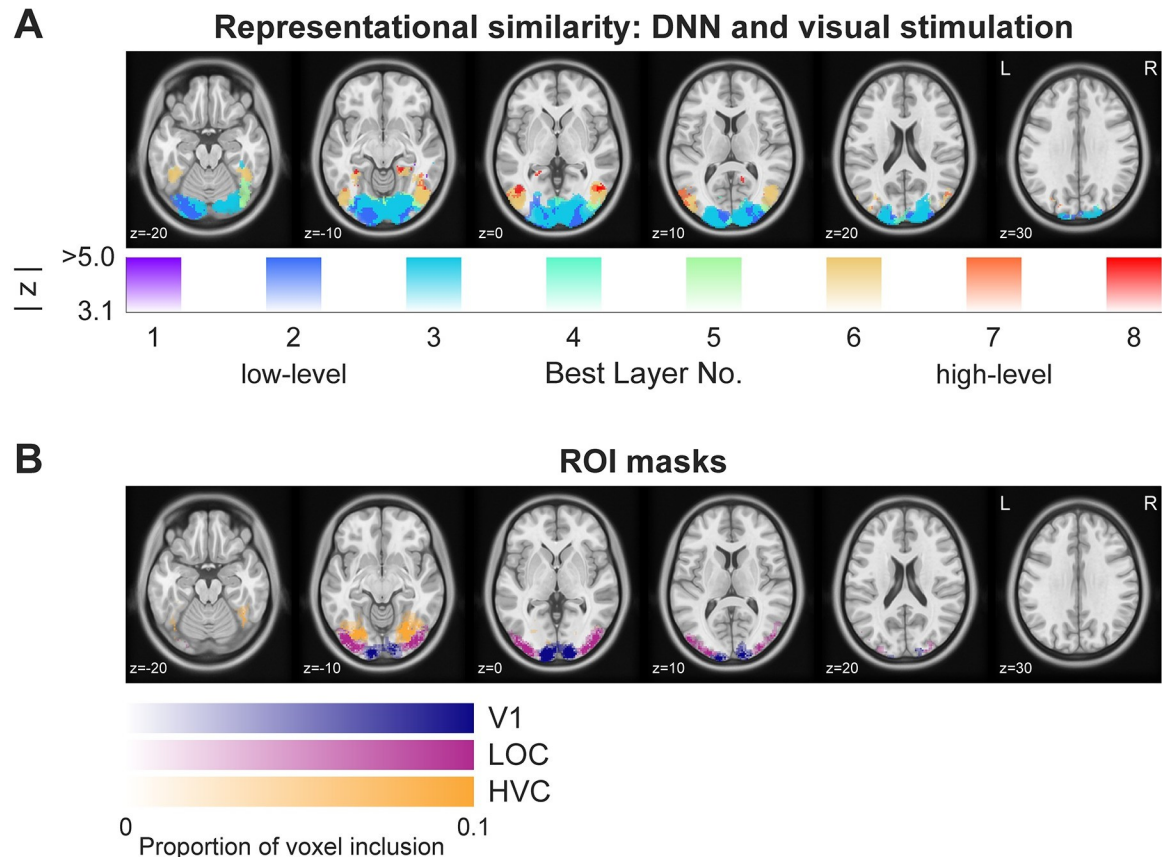 A
Representational similarity: DNN and visual stimulation
L R
z=-20 z=-10 z=0 z=10 z=20 z=30
>5.0
| z |
3.1
1 2 3 4 5 6 7 8
low-level Best Layer No. high-level
B
ROI masks
L R
z=-20 z=-10 z=0 z=10 z=20 z=30
V1
LOC
HVC
0 0.1
Proportion of voxel inclusion